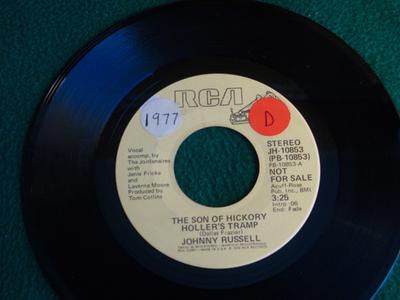 RCA
1977
D
Vocal
accomp. by
The Jordanaires
with
Janie Fricke
and
Laverna Moore
Produced by
Tom Collins
STEREO
JH-10853
(PB-10853)
PB-10853-A
NOT
FOR SALE
Acuff-Rose
Pub. Inc., BMI
3:25
Intro :06
End: Fade
THE SON OF HICKORY
HOLLER'S TRAMP
(Dallas Frazier)
JOHNNY RUSSELL